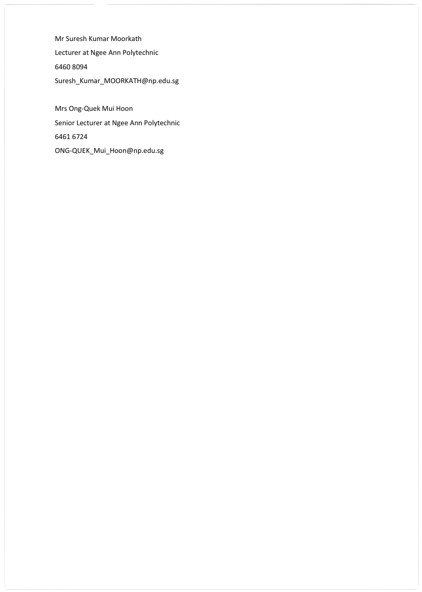 Mr Suresh Kumar Moorkath
Lecturer at Ngee Ann Polytechnic
6460 8094
Suresh_Kumar_MOORKATH@np.edu.sg
Mrs Ong-Quek Mui Hoon
Senior Lecturer at Ngee Ann Polytechnic
6461 6724
ONG-QUEK_Mui_Hoon@np.edu.sg